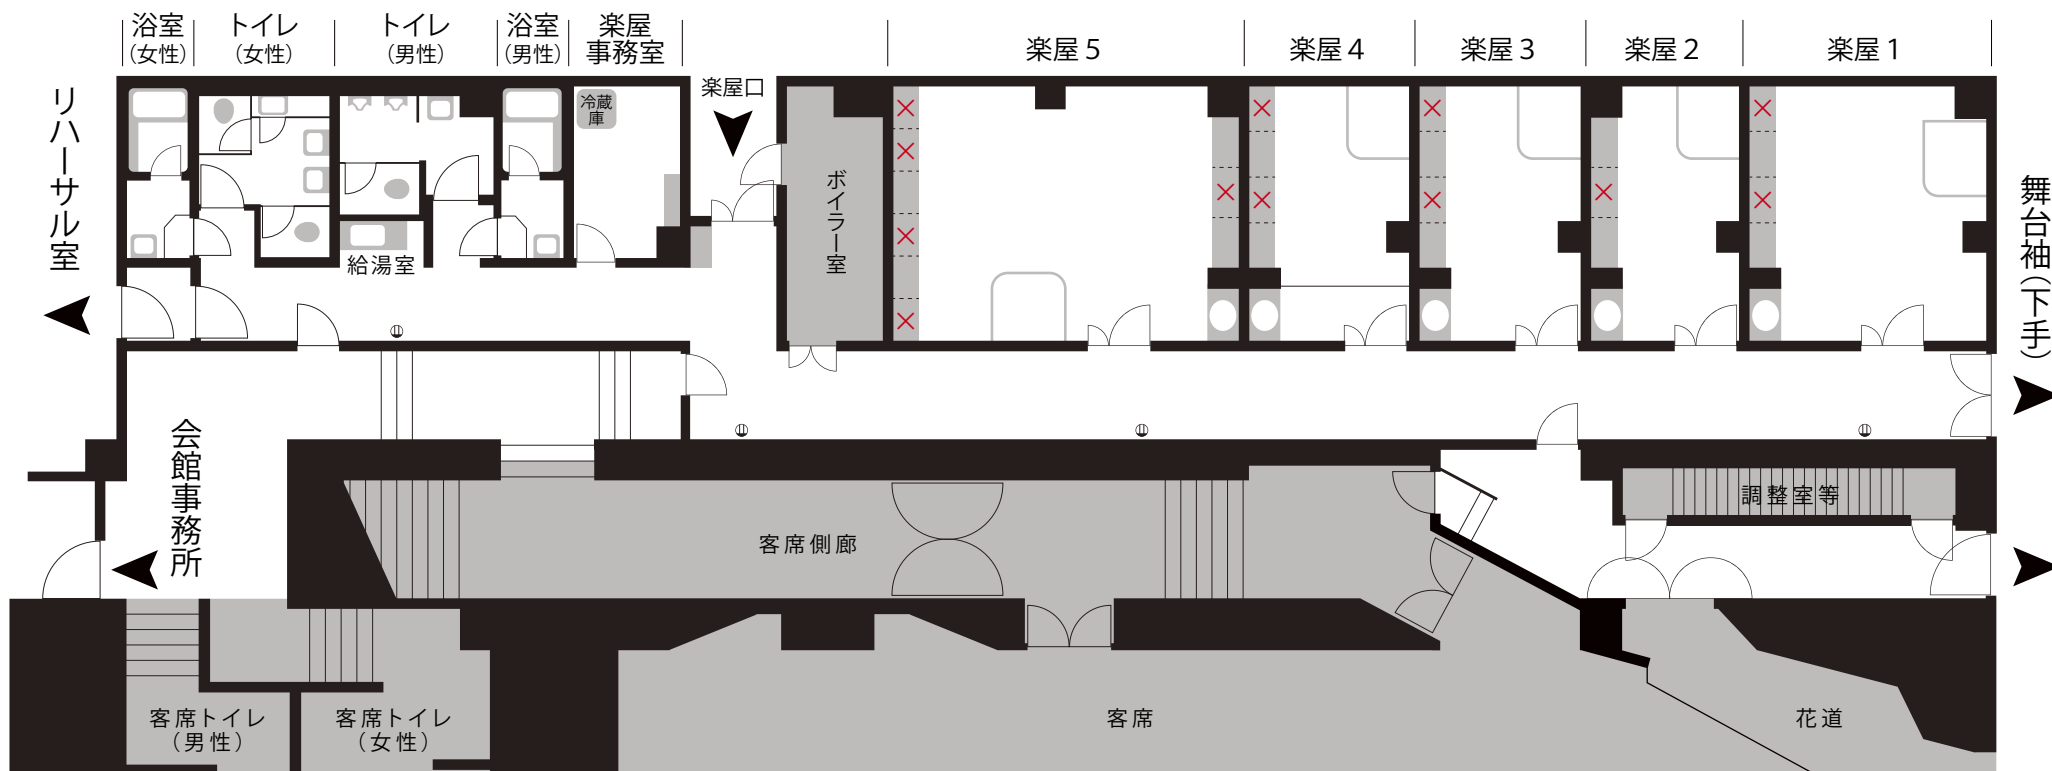 浴室
(女性)
トイレ
(女性)
トイレ
(男性)
浴室
(男性)
楽屋
事務室
楽屋5
楽屋4
楽屋3
楽屋2
楽屋1
リハーサル室
冷蔵
庫
楽屋口
ボイラー室
給湯室
舞台袖(下手)
会館事務所
調整室等
客席側廊
客席トイレ
(男性)
客席トイレ
(女性)
客席
花道